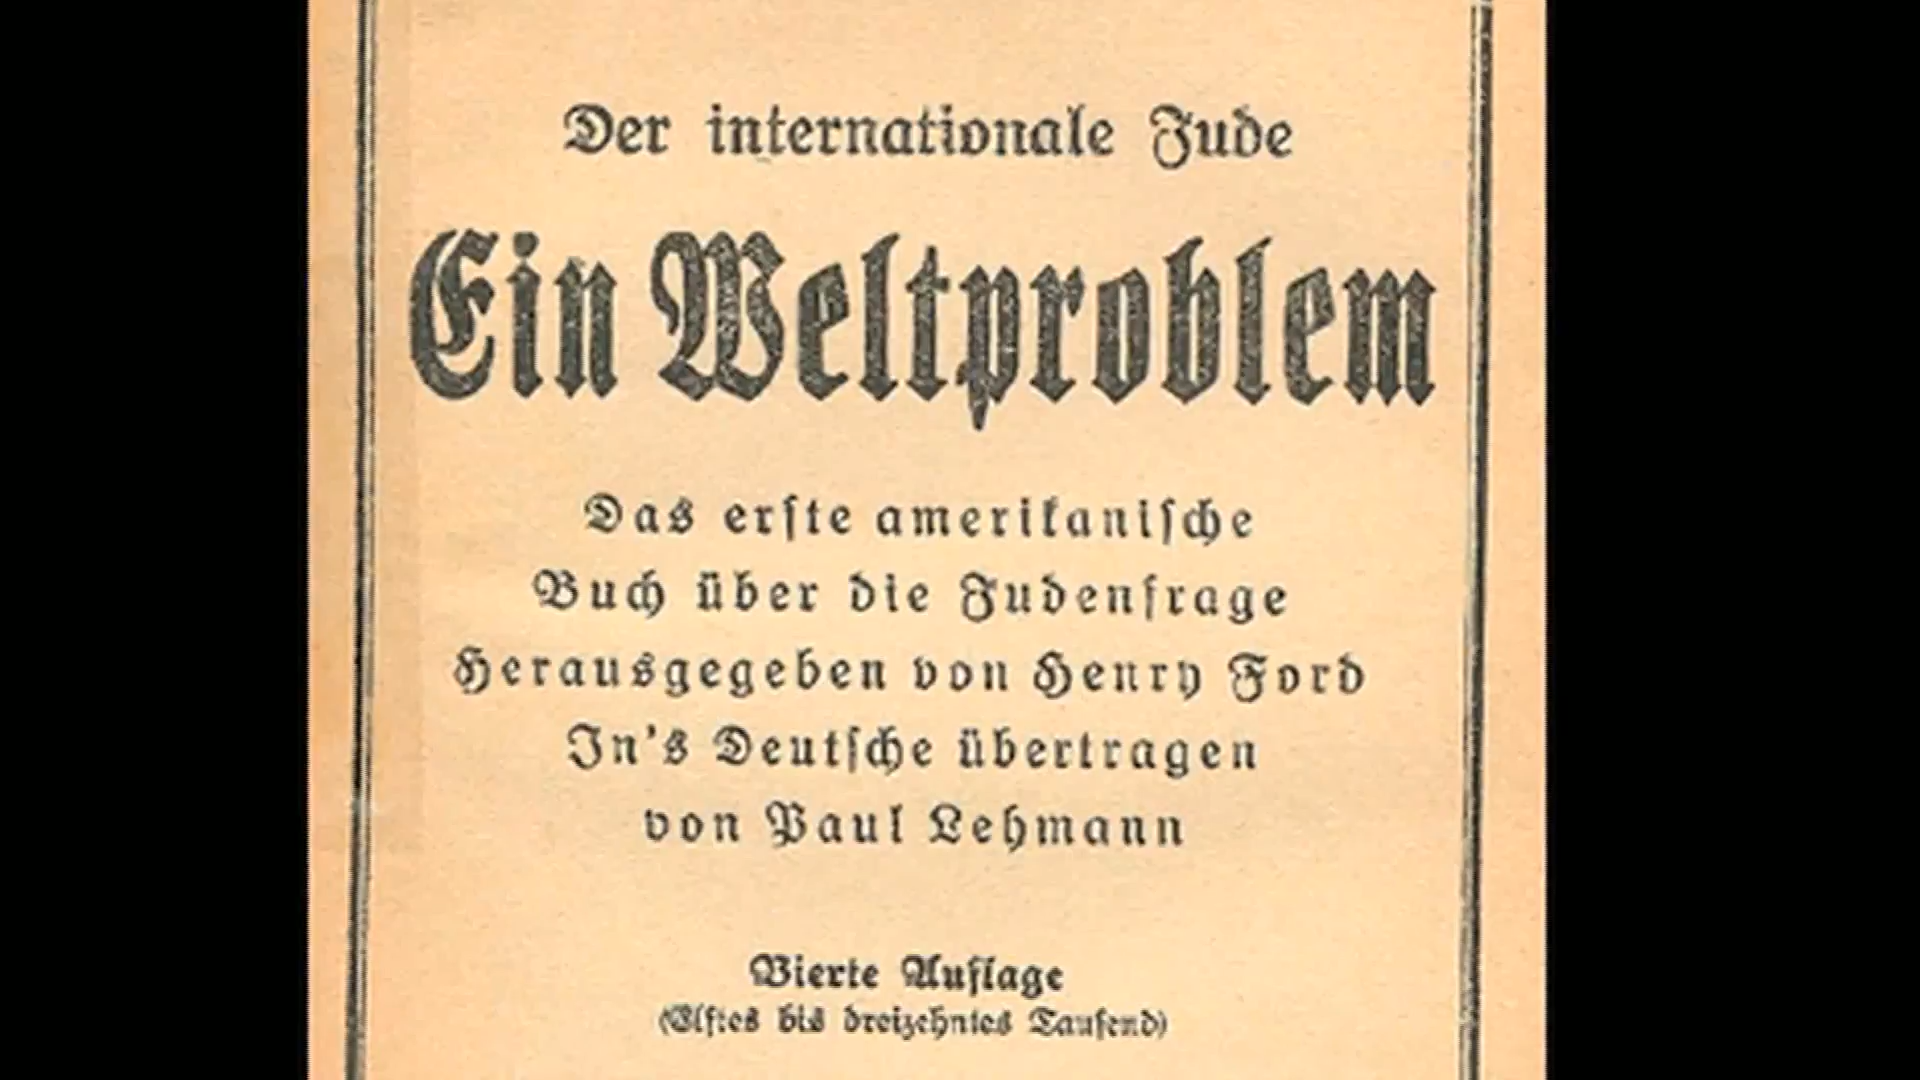 Der internationale Jude
Ein Weltproblem
Das erſte amerikaniſche
Buch über die Judenfrage
Herausgegeben von Henry Ford
In's Deutſche übertragen
von Paul Lehmann
Vierte Auflage
(Elftes bis dreizehntes Tauſend)